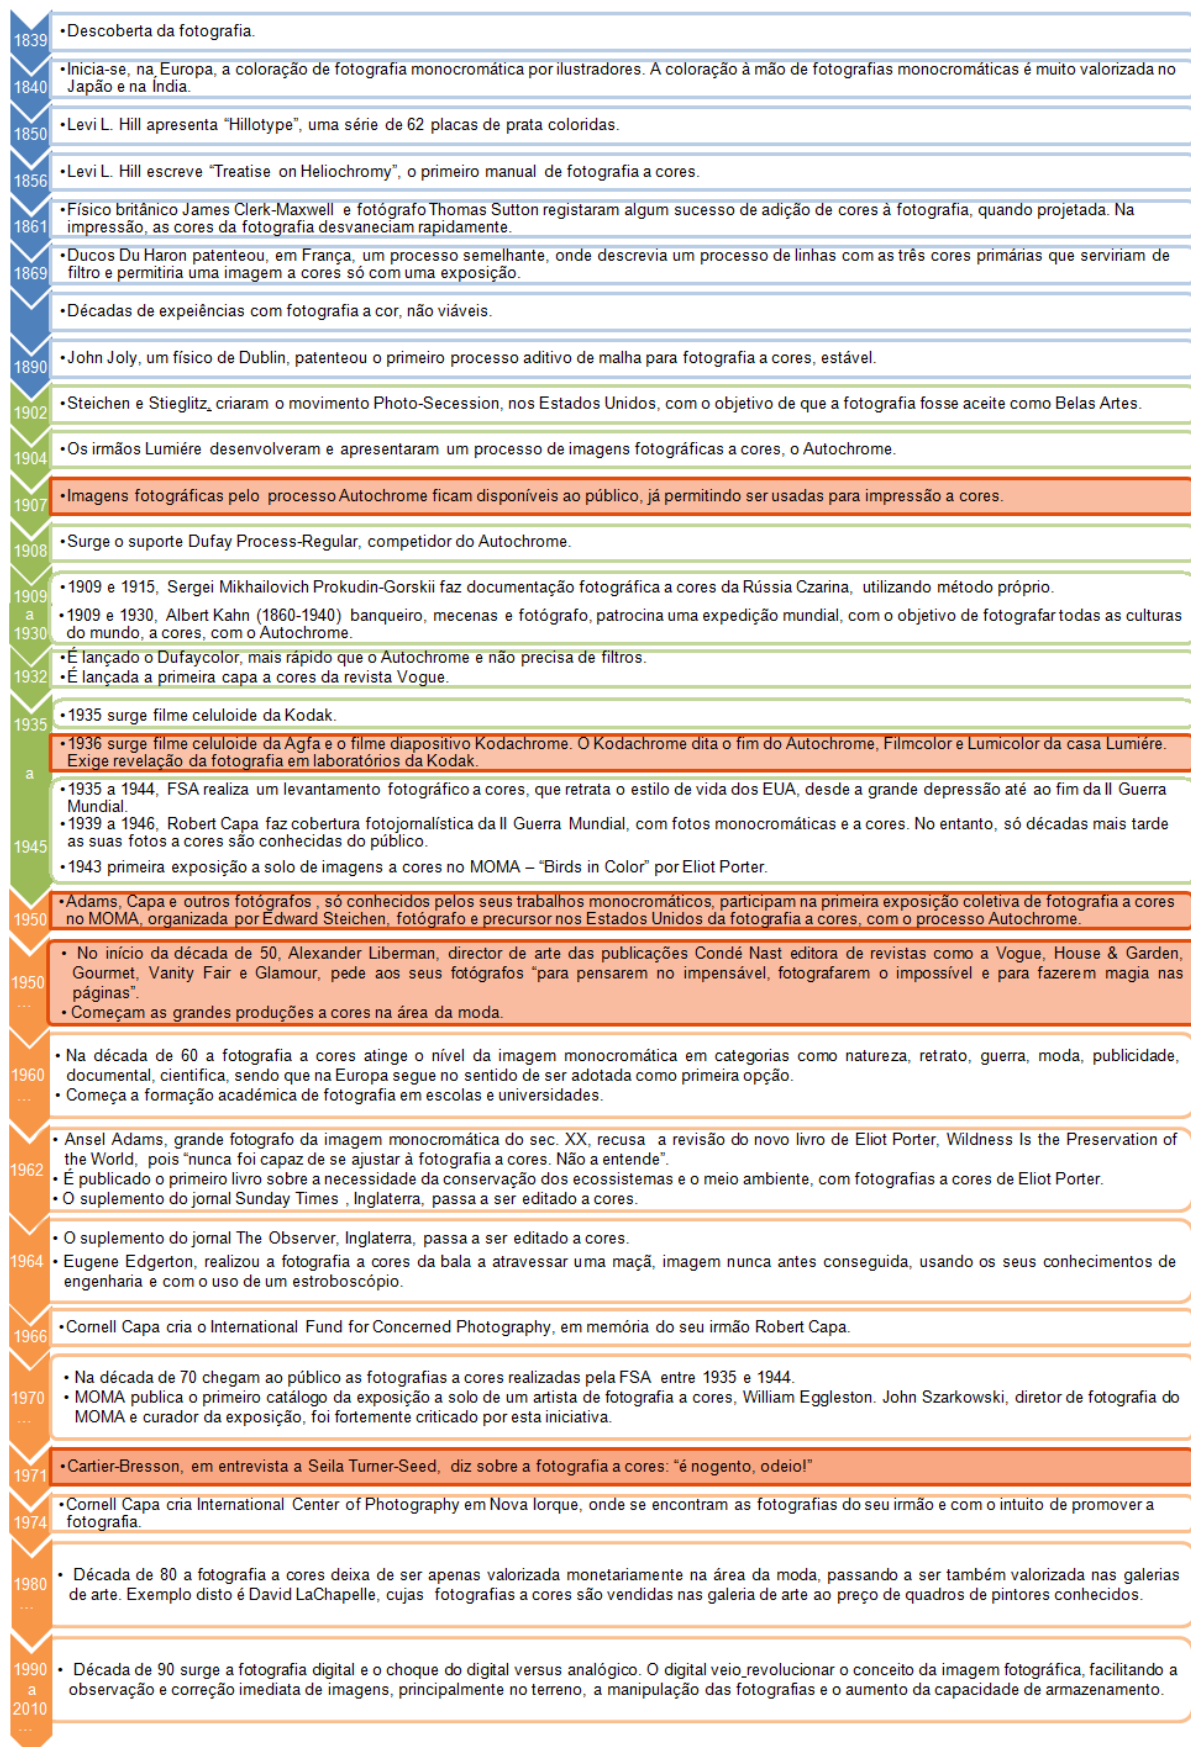 1839
•Descoberta da fotografia.
1840
•Inicia-se, na Europa, a coloração de fotografia monocromática por ilustradores. A coloração à mão de fotografias monocromáticas é muito valorizada no
Japão e na Índia.
1850
•Levi L. Hill apresenta “Hillotype”, uma série de 62 placas de prata coloridas.
1856
•Levi L. Hill escreve “Treatise on Heliochromy”, o primeiro manual de fotografia a cores.
1861
•Físico britânico James Clerk-Maxwell e fotógrafo Thomas Sutton registaram algum sucesso de adição de cores à fotografia, quando projetada. Na
impressão, as cores da fotografia desvaneciam rapidamente.
1869
•Ducos Du Haron patenteou, em França, um processo semelhante, onde descrevia um processo de linhas com as três cores primárias que serviriam de
filtro e permitiria uma imagem a cores só com uma exposição.
•Décadas de expeiências com fotografia a cor, não viáveis.
1890
•John Joly, um físico de Dublin, patenteou o primeiro processo aditivo de malha para fotografia a cores, estável.
1902
•Steichen e Stieglitz, criaram o movimento Photo-Secession, nos Estados Unidos, com o objetivo de que a fotografia fosse aceite como Belas Artes.
1904
•Os irmãos Lumiére desenvolveram e apresentaram um processo de imagens fotográficas a cores, o Autochrome.
1907
•Imagens fotográficas pelo processo Autochrome ficam disponíveis ao público, já permitindo ser usadas para impressão a cores.
1908
•Surge o suporte Dufay Process-Regular, competidor do Autochrome.
1909
a
1930
•1909 e 1915, Sergei Mikhailovich Prokudin-Gorskii faz documentação fotográfica a cores da Rússia Czarina, utilizando método próprio.
•1909 e 1930, Albert Kahn (1860-1940) banqueiro, mecenas e fotógrafo, patrocina uma expedição mundial, com o objetivo de fotografar todas as culturas
do mundo, a cores, com o Autochrome.
1932
•É lançado o Dufaycolor, mais rápido que o Autochrome e não precisa de filtros.
•É lançada a primeira capa a cores da revista Vogue.
1935
a
1945
•1935 surge filme celuloide da Kodak.
•1936 surge filme celuloide da Agfa e o filme diapositivo Kodachrome. O Kodachrome dita o fim do Autochrome, Filmcolor e Lumicolor da casa Lumiére.
Exige revelação da fotografia em laboratórios da Kodak.
•1935 a 1944, FSA realiza um levantamento fotográfico a cores, que retrata o estilo de vida dos EUA, desde a grande depressão até ao fim da II Guerra
Mundial.
•1939 a 1946, Robert Capa faz cobertura fotojornalística da II Guerra Mundial, com fotos monocromáticas e a cores. No entanto, só décadas mais tarde
as suas fotos a cores são conhecidas do público.
•1943 primeira exposição a solo de imagens a cores no MOMA – “Birds in Color” por Eliot Porter.
1950
•Adams, Capa e outros fotógrafos , só conhecidos pelos seus trabalhos monocromáticos, participam na primeira exposição coletiva de fotografia a cores
no MOMA, organizada por Edward Steichen, fotógrafo e precursor nos Estados Unidos da fotografia a cores, com o processo Autochrome.
1950
...
• No início da década de 50, Alexander Liberman, director de arte das publicações Condé Nast editora de revistas como a Vogue, House & Garden,
Gourmet, Vanity Fair e Glamour, pede aos seus fotógrafos “para pensarem no impensável, fotografarem o impossível e para fazerem magia nas
páginas”.
• Começam as grandes produções a cores na área da moda.
1960
...
• Na década de 60 a fotografia a cores atinge o nível da imagem monocromática em categorias como natureza, retrato, guerra, moda, publicidade,
documental, cientifica, sendo que na Europa segue no sentido de ser adotada como primeira opção.
• Começa a formação académica de fotografia em escolas e universidades.
1962
• Ansel Adams, grande fotografo da imagem monocromática do sec. XX, recusa a revisão do novo livro de Eliot Porter, Wildness Is the Preservation of
the World, pois “nunca foi capaz de se ajustar à fotografia a cores. Não a entende”.
• É publicado o primeiro livro sobre a necessidade da conservação dos ecossistemas e o meio ambiente, com fotografias a cores de Eliot Porter.
• O suplemento do jornal Sunday Times , Inglaterra, passa a ser editado a cores.
1964
• O suplemento do jornal The Observer, Inglaterra, passa a ser editado a cores.
• Eugene Edgerton, realizou a fotografia a cores da bala a atravessar uma maçã, imagem nunca antes conseguida, usando os seus conhecimentos de
engenharia e com o uso de um estroboscópio.
1966
•Cornell Capa cria o International Fund for Concerned Photography, em memória do seu irmão Robert Capa.
1970
...
• Na década de 70 chegam ao público as fotografias a cores realizadas pela FSA entre 1935 e 1944.
• MOMA publica o primeiro catálogo da exposição a solo de um artista de fotografia a cores, William Eggleston. John Szarkowski, diretor de fotografia do
MOMA e curador da exposição, foi fortemente criticado por esta iniciativa.
1971
•Cartier-Bresson, em entrevista a Seila Turner-Seed, diz sobre a fotografia a cores: “é nogento, odeio!”
1974
•Cornell Capa cria International Center of Photography em Nova Iorque, onde se encontram as fotografias do seu irmão e com o intuito de promover a
fotografia.
1980
...
• Década de 80 a fotografia a cores deixa de ser apenas valorizada monetariamente na área da moda, passando a ser também valorizada nas galerias
de arte. Exemplo disto é David LaChapelle, cujas fotografias a cores são vendidas nas galeria de arte ao preço de quadros de pintores conhecidos.
1990
a
2010
...
• Década de 90 surge a fotografia digital e o choque do digital versus analógico. O digital veio revolucionar o conceito da imagem fotográfica, facilitando a
observação e correção imediata de imagens, principalmente no terreno, a manipulação das fotografias e o aumento da capacidade de armazenamento.